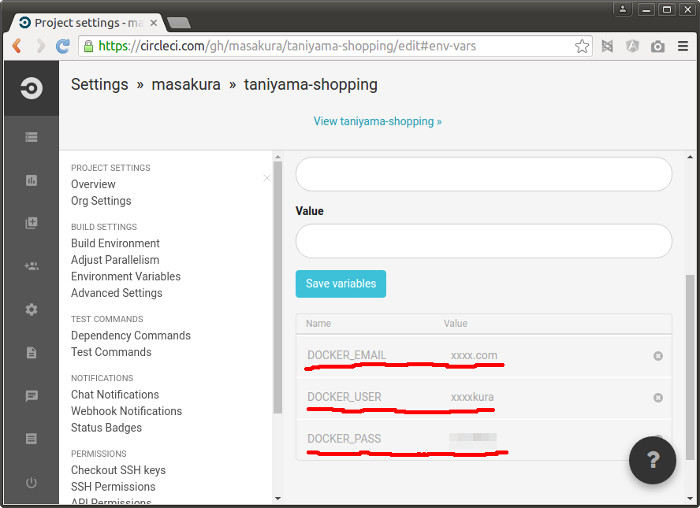 Project settings - ma
https://circleci.com/gh/masakura/taniyama-shopping/edit#env-vars
Settings » masakura » taniyama-shopping
View taniyama-shopping »
PROJECT SETTINGS
Overview
Org Settings
BUILD SETTINGS
Build Environment
Adjust Parallelism
Environment Variables
Advanced Settings
TEST COMMANDS
Dependency Commands
Test Commands
NOTIFICATIONS
Chat Notifications
Webhook Notifications
Status Badges
PERMISSIONS
Checkout SSH keys
SSH Permissions
API Permissions
Value
Save variables
Name Value
DOCKER_EMAIL xxxx.com
DOCKER_USER xxxxkura
DOCKER_PASS
?